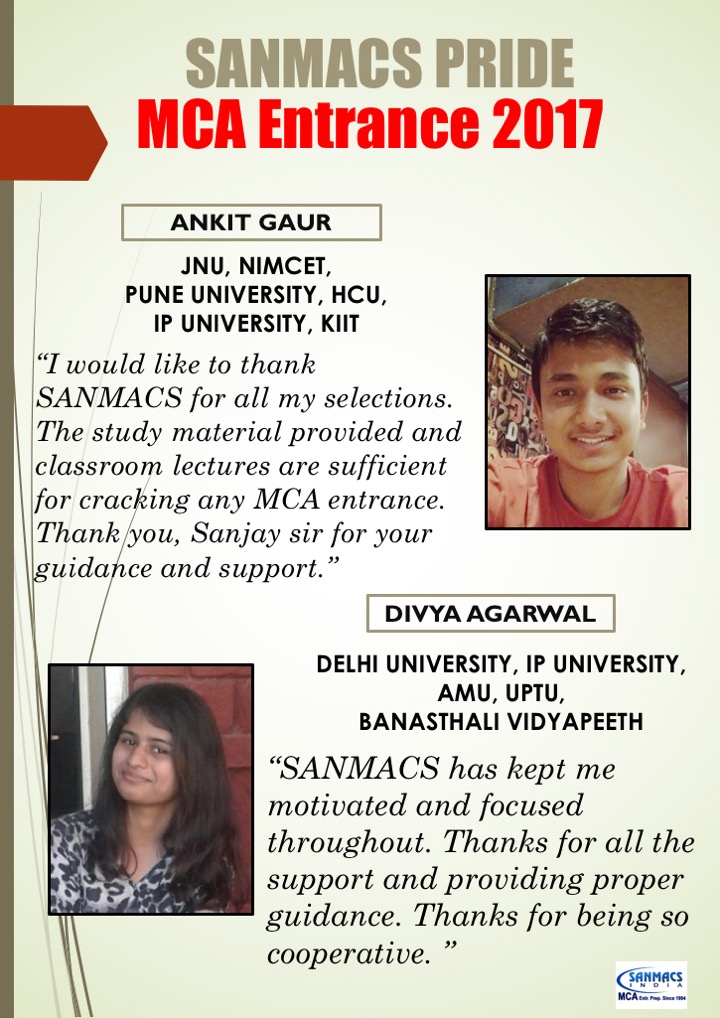 SANMACS PRIDE
MCA Entrance 2017
ANKIT GAUR
JNU, NIMCET,
PUNE UNIVERSITY, HCU,
IP UNIVERSITY, KIIT
“I would like to thank
SANMACS for all my selections.
The study material provided and
classroom lectures are sufficient
for cracking any MCA entrance.
Thank you, Sanjay sir for your
guidance and support.”
DIVYA AGARWAL
DELHI UNIVERSITY, IP UNIVERSITY,
AMU, UPTU,
BANASTHALI VIDYAPEETH
“SANMACS has kept me
motivated and focused
throughout. Thanks for all the
support and providing proper
guidance. Thanks for being so
cooperative. ”
SANMACS
INDIA
MCA Entr. Prep. Since 1994